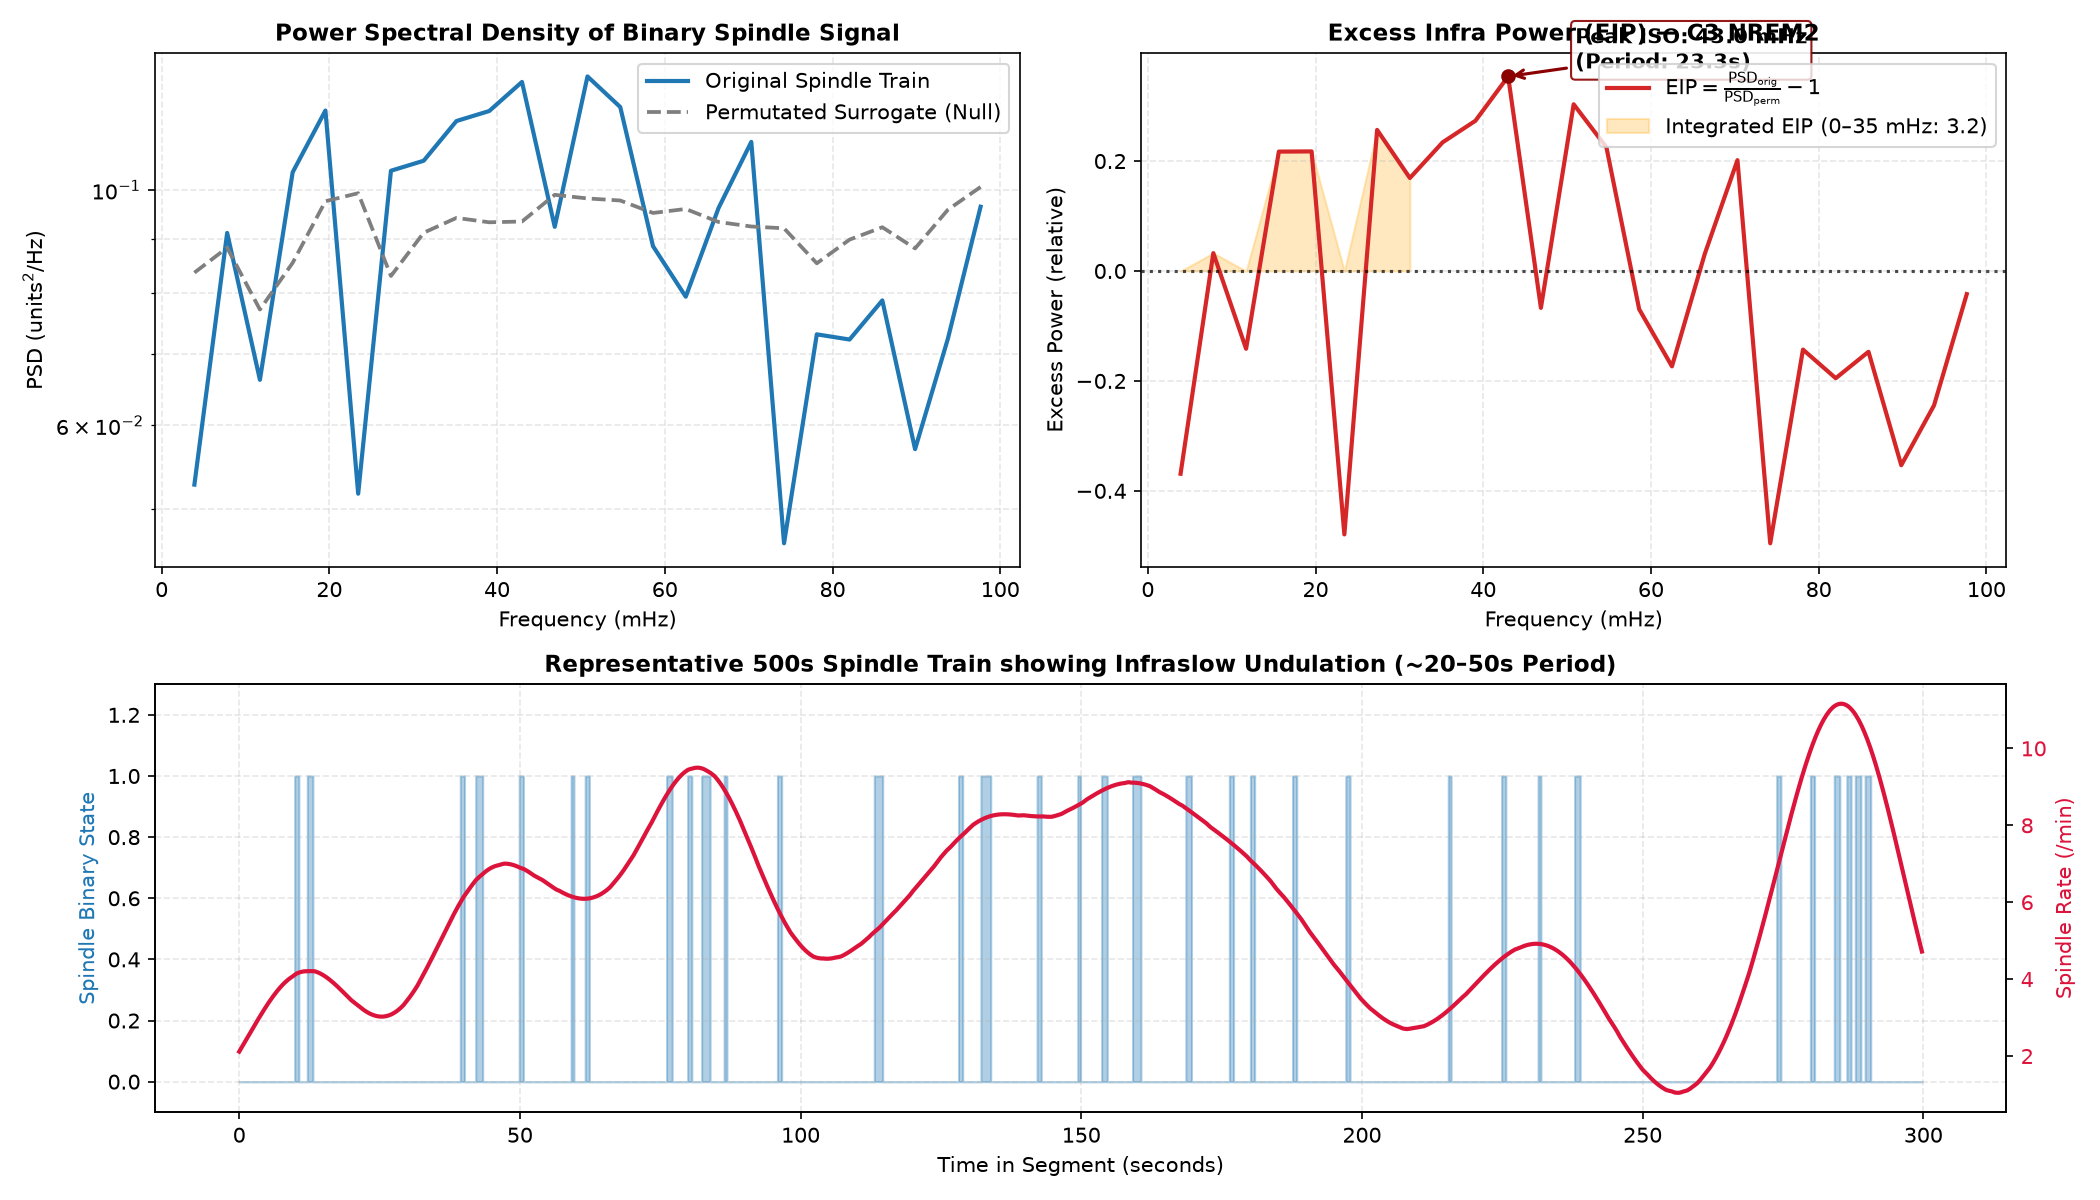 Power Spectral Density of Binary Spindle Signal
PSD (units²/Hz)
10⁻¹
6 × 10⁻²
Original Spindle Train
Permutated Surrogate (Null)
0 20 40 60 80 100
Frequency (mHz)
Excess Infra Power (EIP) — C3 NREM2
Peak ISO: 43.0 mHz
(Period: 23.3s)
EIP = PSD_orig / PSD_perm − 1
Integrated EIP (0–35 mHz: 3.2)
Excess Power (relative)
0.2
0.0
−0.2
−0.4
0 20 40 60 80 100
Frequency (mHz)
Representative 500s Spindle Train showing Infraslow Undulation (~20–50s Period)
Spindle Binary State
1.2
1.0
0.8
0.6
0.4
0.2
0.0
10
8
6
4
2
Spindle Rate (/min)
0 50 100 150 200 250 300
Time in Segment (seconds)